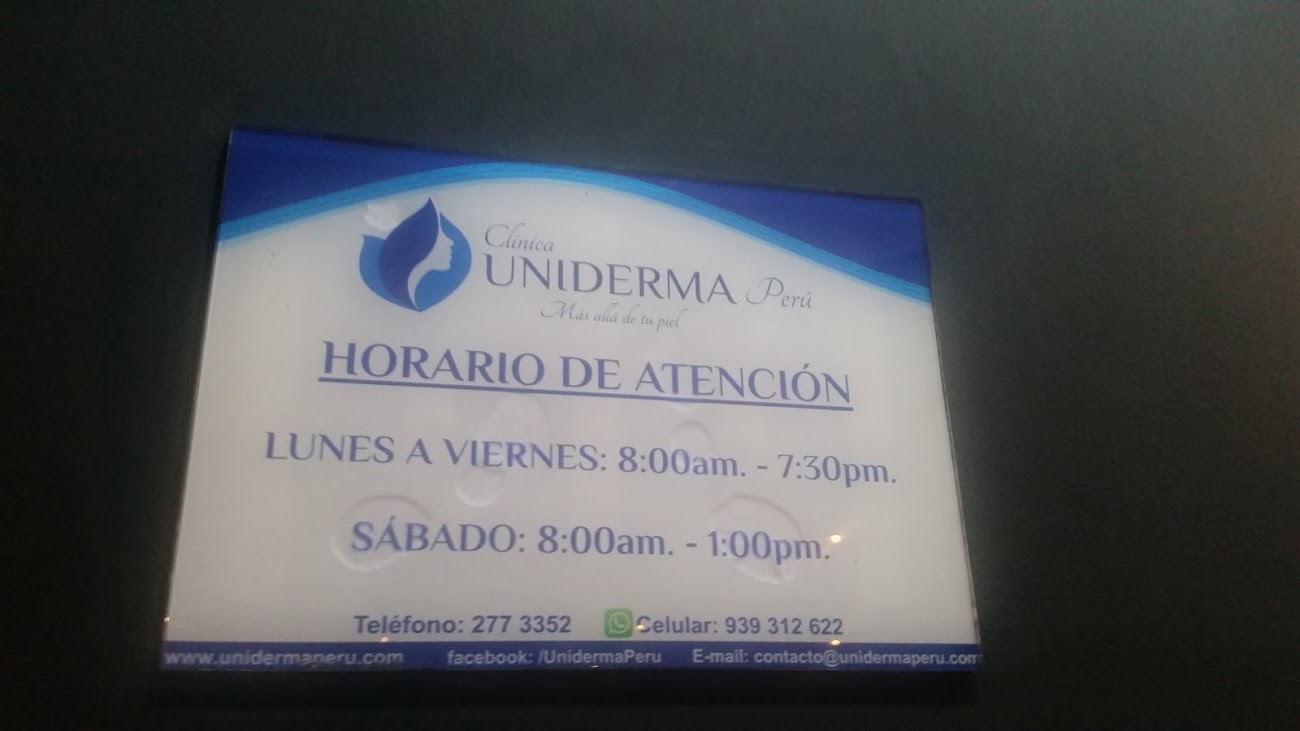 Clínica
UNIDERMA Perú
Más allá de tu piel
HORARIO DE ATENCIÓN
LUNES A VIERNES: 8:00am. - 7:30pm.
SÁBADO: 8:00am. - 1:00pm.
Teléfono: 277 3352 Celular: 939 312 622
www.unidermaperu.com facebook: /UnidermaPeru E-mail: contacto@unidermaperu.com